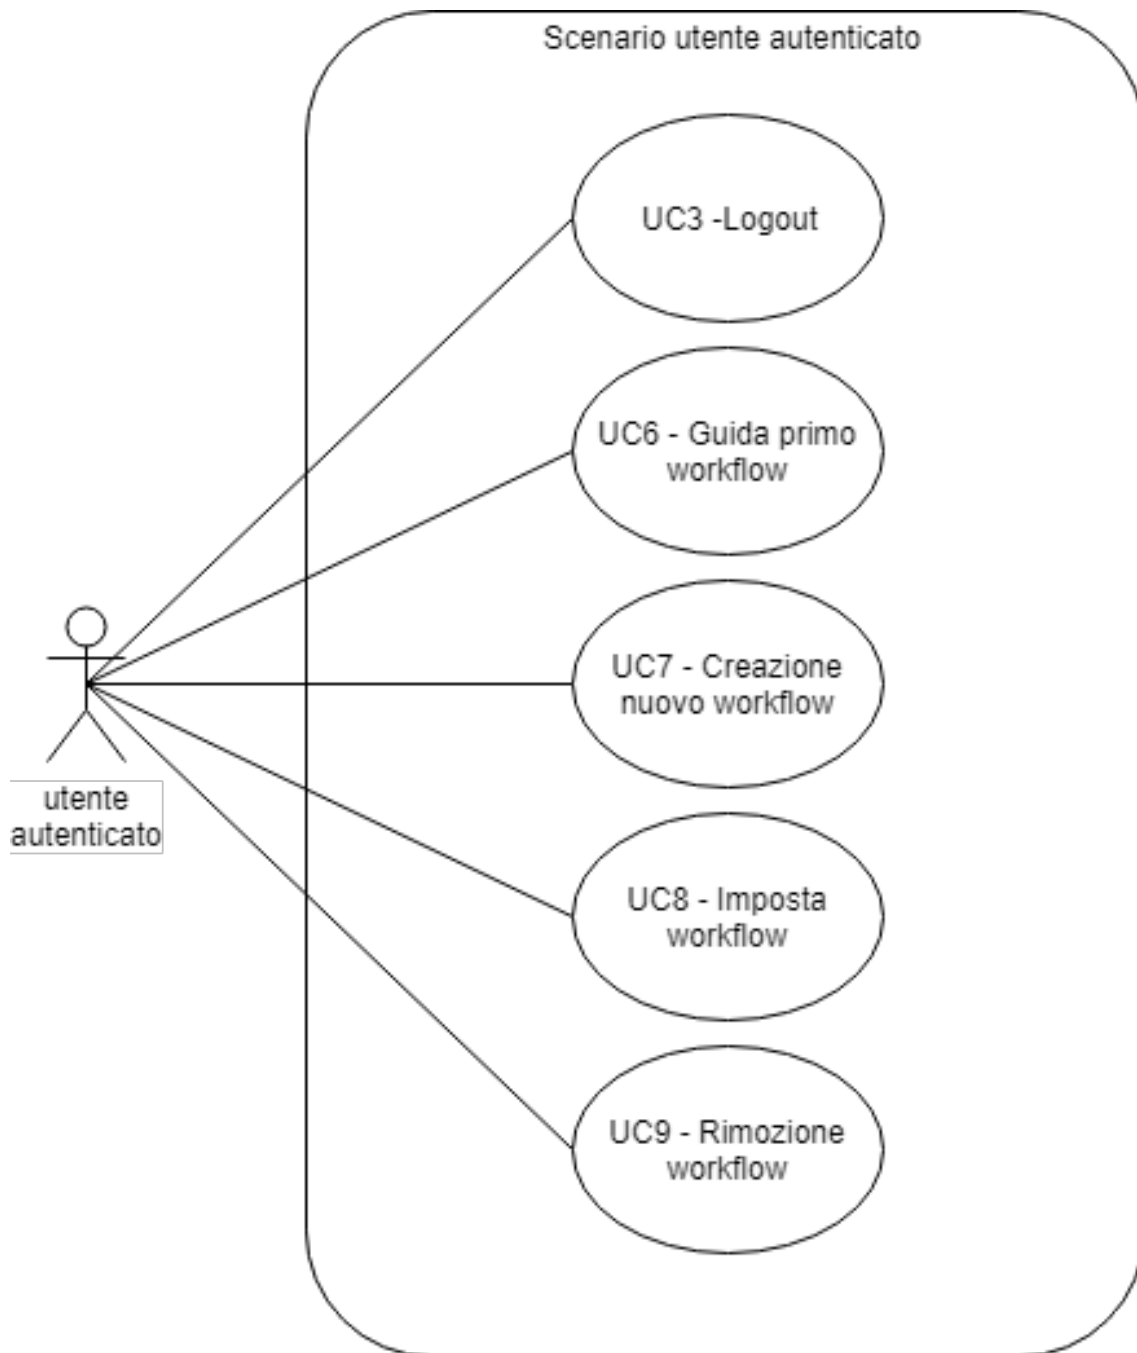 Scenario utente autenticato
UC3 -Logout
UC6 - Guida primo
workflow
UC7 - Creazione
nuovo workflow
utente
autenticato
UC8 - Imposta
workflow
UC9 - Rimozione
workflow